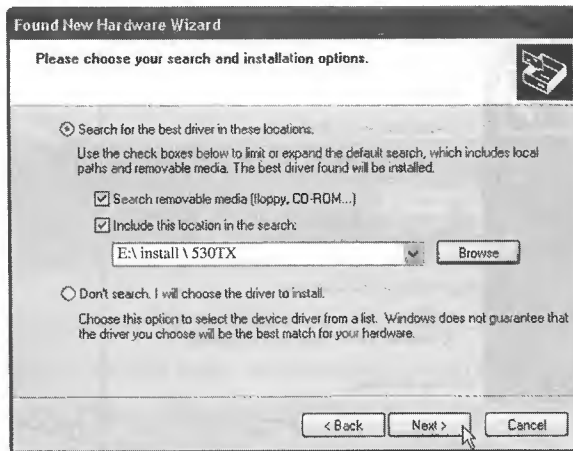 Found New Hardware Wizard
Please choose your search and installation options.
Search for the best driver in these locations.
Use the check boxes below to limit or expand the default search, which includes local
paths and removable media. The best driver found will be installed.
Search removable media (floppy, CD-ROM...)
Include this location in the search:
E:\ install \ 530TX
Browse
Don't search. I will choose the driver to install.
Choose this option to select the device driver from a list. Windows does not guarantee that
the driver you choose will be the best match for your hardware.
< Back Next > Cancel